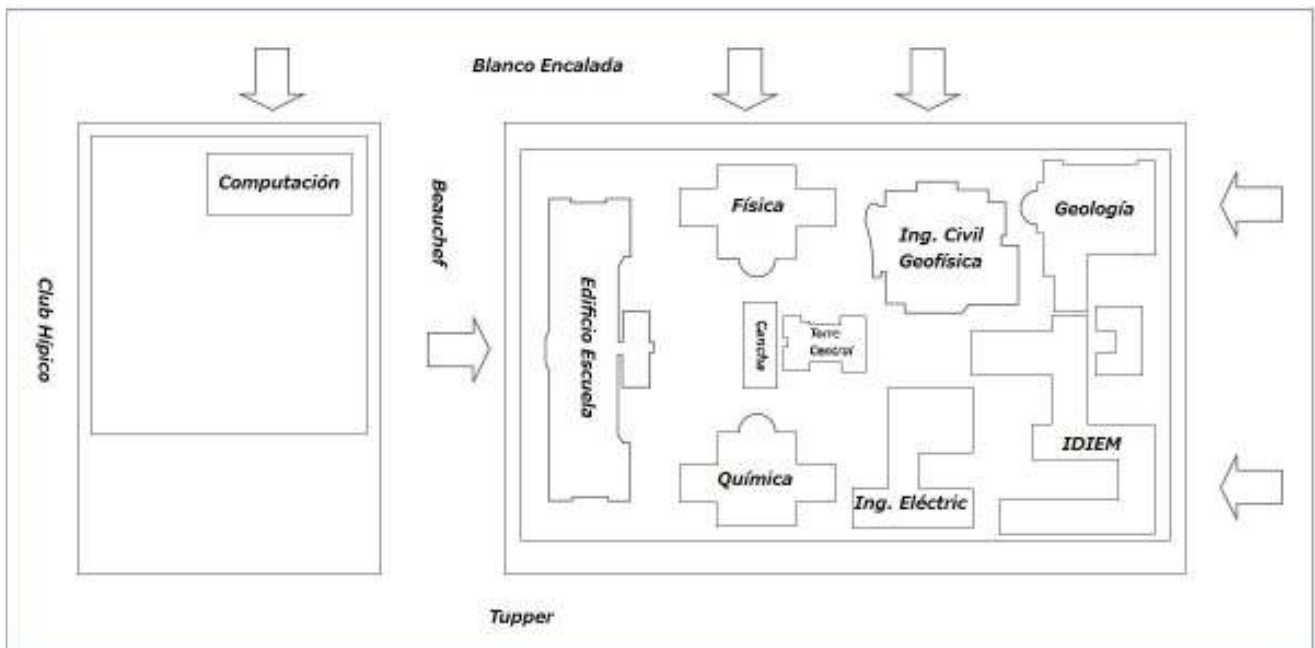 Blanco Encalada
Computación
Beauchef
Física
Geología
Ing. Civil
Geofísica
Club Hípico
Edificio Escuela
Cancha
Torre
Central
IDIEM
Química
Ing. Eléctric
Tupper